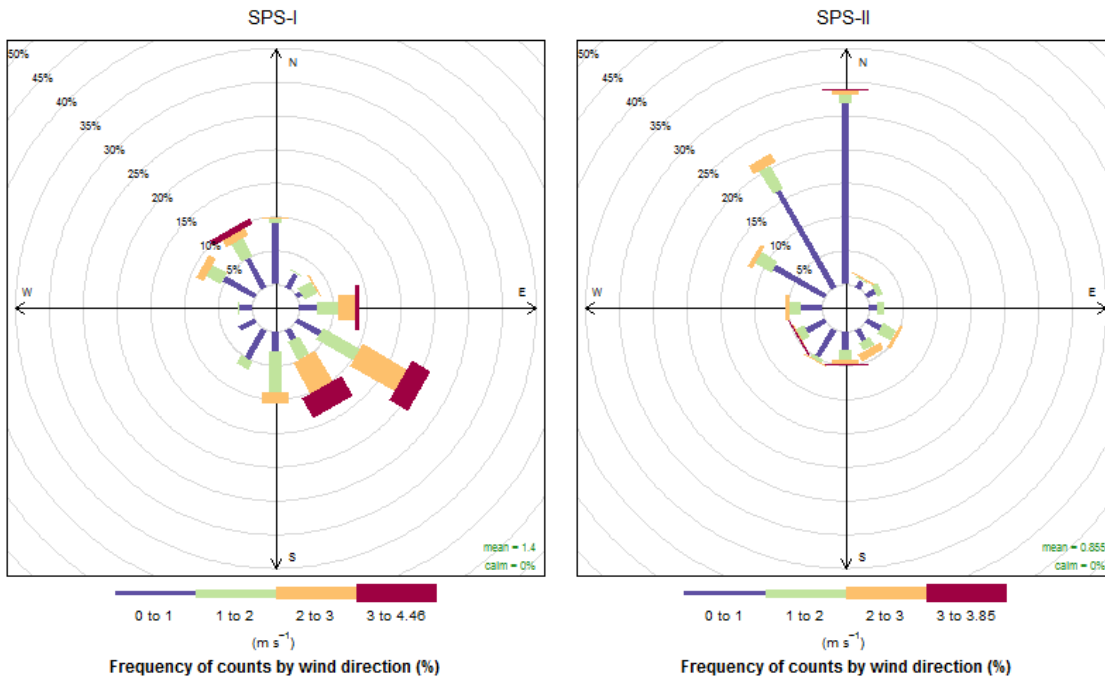 SPS-I
50%
45%
40%
35%
30%
25%
20%
15%
10%
5%
N
W
E
S
mean = 1.4
calm = 0%
0 to 1
1 to 2
2 to 3
3 to 4.46
(m s⁻¹)
Frequency of counts by wind direction (%)
SPS-II
50%
45%
40%
35%
30%
25%
20%
15%
10%
5%
N
W
E
S
mean = 0.855
calm = 0%
0 to 1
1 to 2
2 to 3
3 to 3.85
(m s⁻¹)
Frequency of counts by wind direction (%)